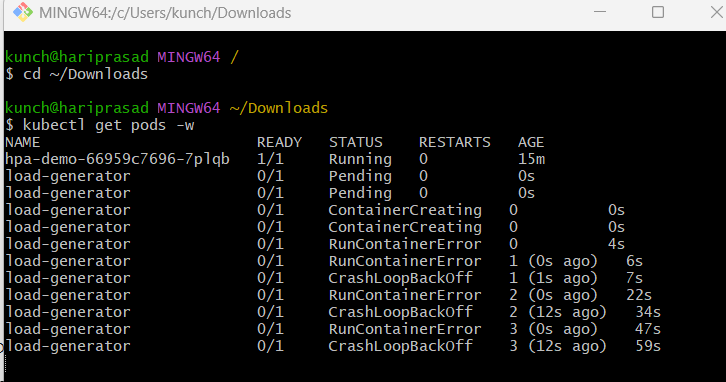 MINGW64:/c/Users/kunch/Downloads
kunch@hariprasad MINGW64 /
$ cd ~/Downloads
kunch@hariprasad MINGW64 ~/Downloads
$ kubectl get pods -w
NAME READY STATUS RESTARTS AGE
hpa-demo-66959c7696-7plqb 1/1 Running 0 15m
load-generator 0/1 Pending 0 0s
load-generator 0/1 Pending 0 0s
load-generator 0/1 ContainerCreating 0 0s
load-generator 0/1 ContainerCreating 0 0s
load-generator 0/1 RunContainerError 0 4s
load-generator 0/1 RunContainerError 1 (0s ago) 6s
load-generator 0/1 CrashLoopBackOff 1 (1s ago) 7s
load-generator 0/1 RunContainerError 2 (0s ago) 22s
load-generator 0/1 CrashLoopBackOff 2 (12s ago) 34s
load-generator 0/1 RunContainerError 3 (0s ago) 47s
load-generator 0/1 CrashLoopBackOff 3 (12s ago) 59s